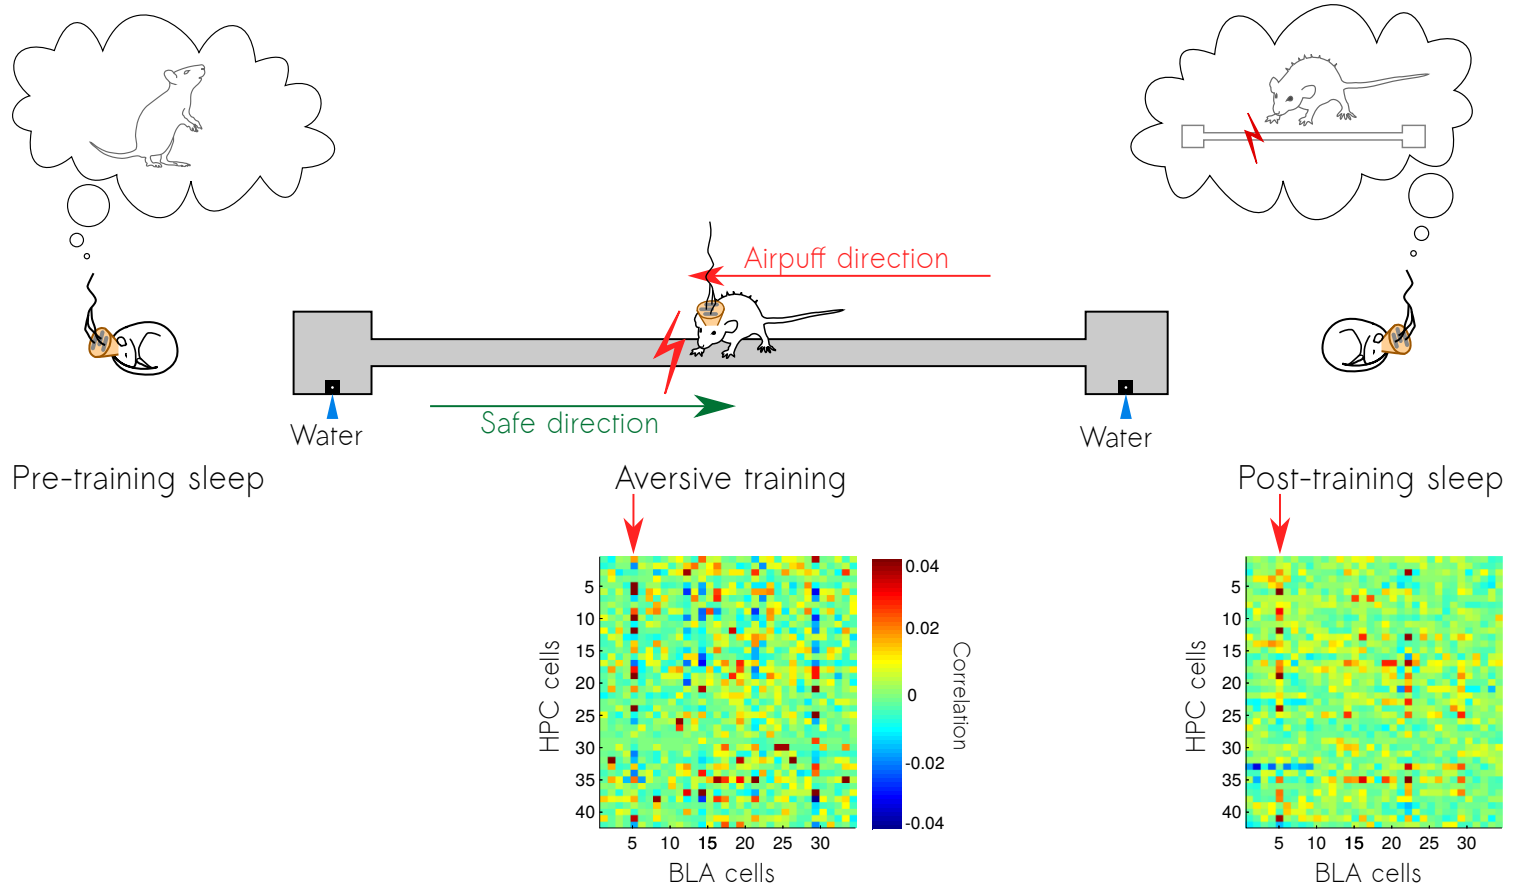 Airpuff direction
Safe direction
Water
Water
Pre-training sleep
Aversive training
Post-training sleep
HPC cells
5
10
15
20
25
30
35
40
5
10
15
20
25
30
BLA cells
0.04
0.02
0
-0.02
-0.04
Correlation
HPC cells
5
10
15
20
25
30
35
40
5
10
15
20
25
30
BLA cells